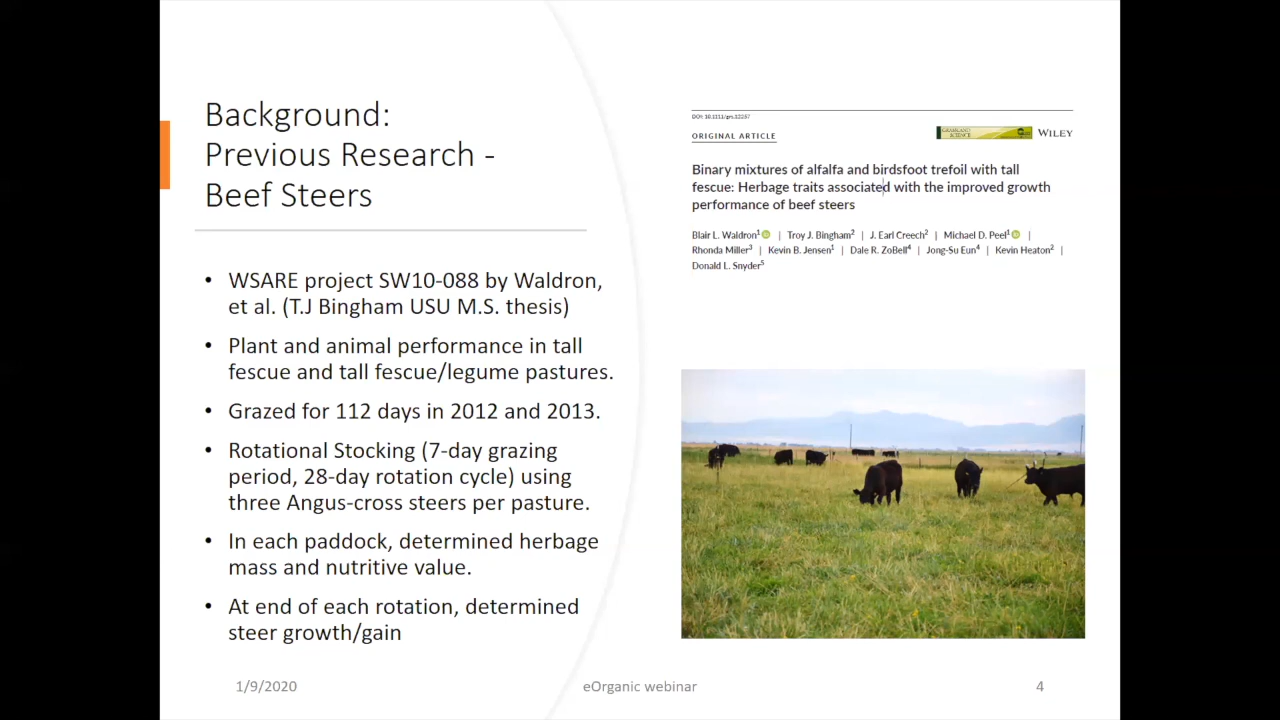 Background:
Previous Research -
Beef Steers
• WSARE project SW10-088 by Waldron,
et al. (T.J Bingham USU M.S. thesis)
• Plant and animal performance in tall
fescue and tall fescue/legume pastures.
• Grazed for 112 days in 2012 and 2013.
• Rotational Stocking (7-day grazing
period, 28-day rotation cycle) using
three Angus-cross steers per pasture.
• In each paddock, determined herbage
mass and nutritive value.
• At end of each rotation, determined
steer growth/gain
DOI: 10.1111/grs.12257
ORIGINAL ARTICLE
GRASSLAND SCIENCE
WILEY
Binary mixtures of alfalfa and birdsfoot trefoil with tall
fescue: Herbage traits associated with the improved growth
performance of beef steers
Blair L. Waldron1 | Troy J. Bingham2 | J. Earl Creech2 | Michael D. Peel1 |
Rhonda Miller3 | Kevin B. Jensen1 | Dale R. ZoBell4 | Jong-Su Eun4 | Kevin Heaton2 |
Donald L. Snyder5
1/9/2020
eOrganic webinar
4